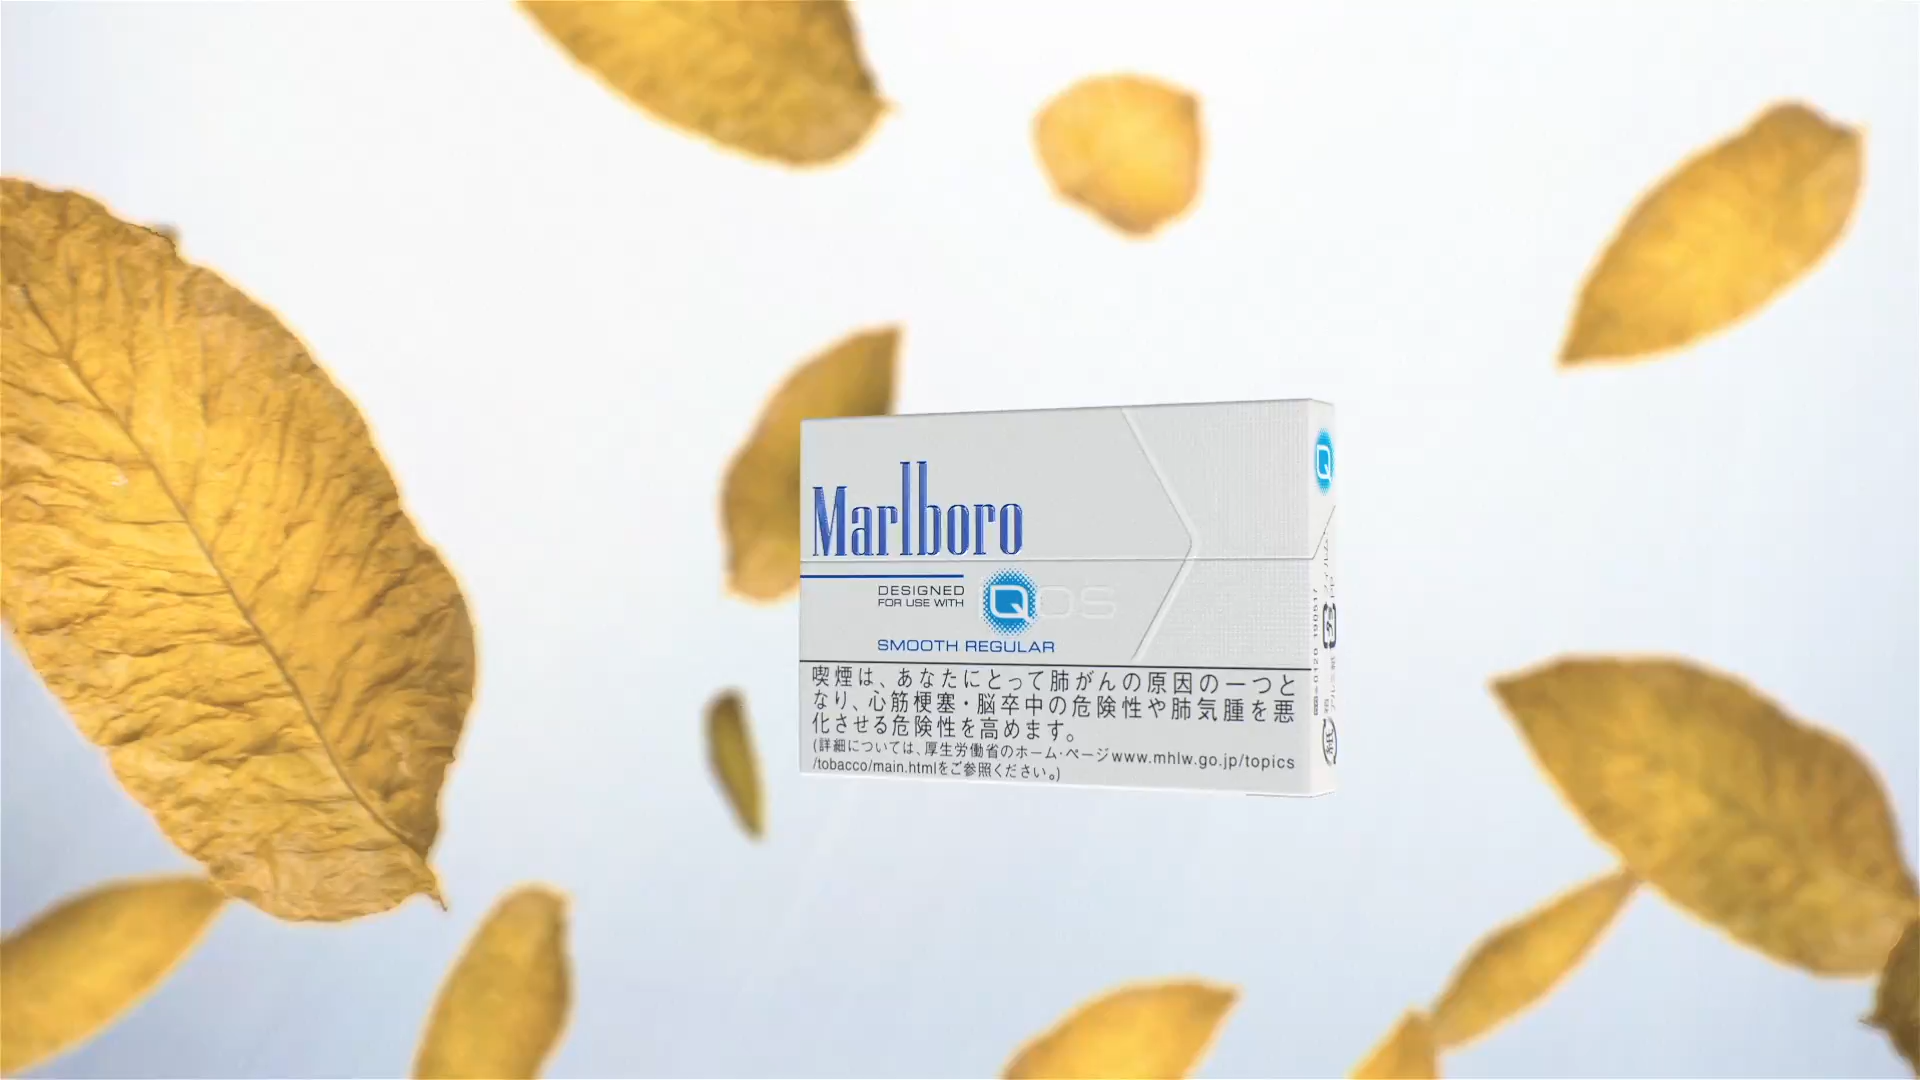 Marlboro
DESIGNED
FOR USE WITH
IQOS
SMOOTH REGULAR
喫煙は、あなたにとって肺がんの原因の一つと
なり、心筋梗塞・脳卒中の危険性や肺気腫を悪
化させる危険性を高めます。
(詳細については、厚生労働省のホーム・ページwww.mhlw.go.jp/topics
/tobacco/main.htmlをご参照ください。)
Q